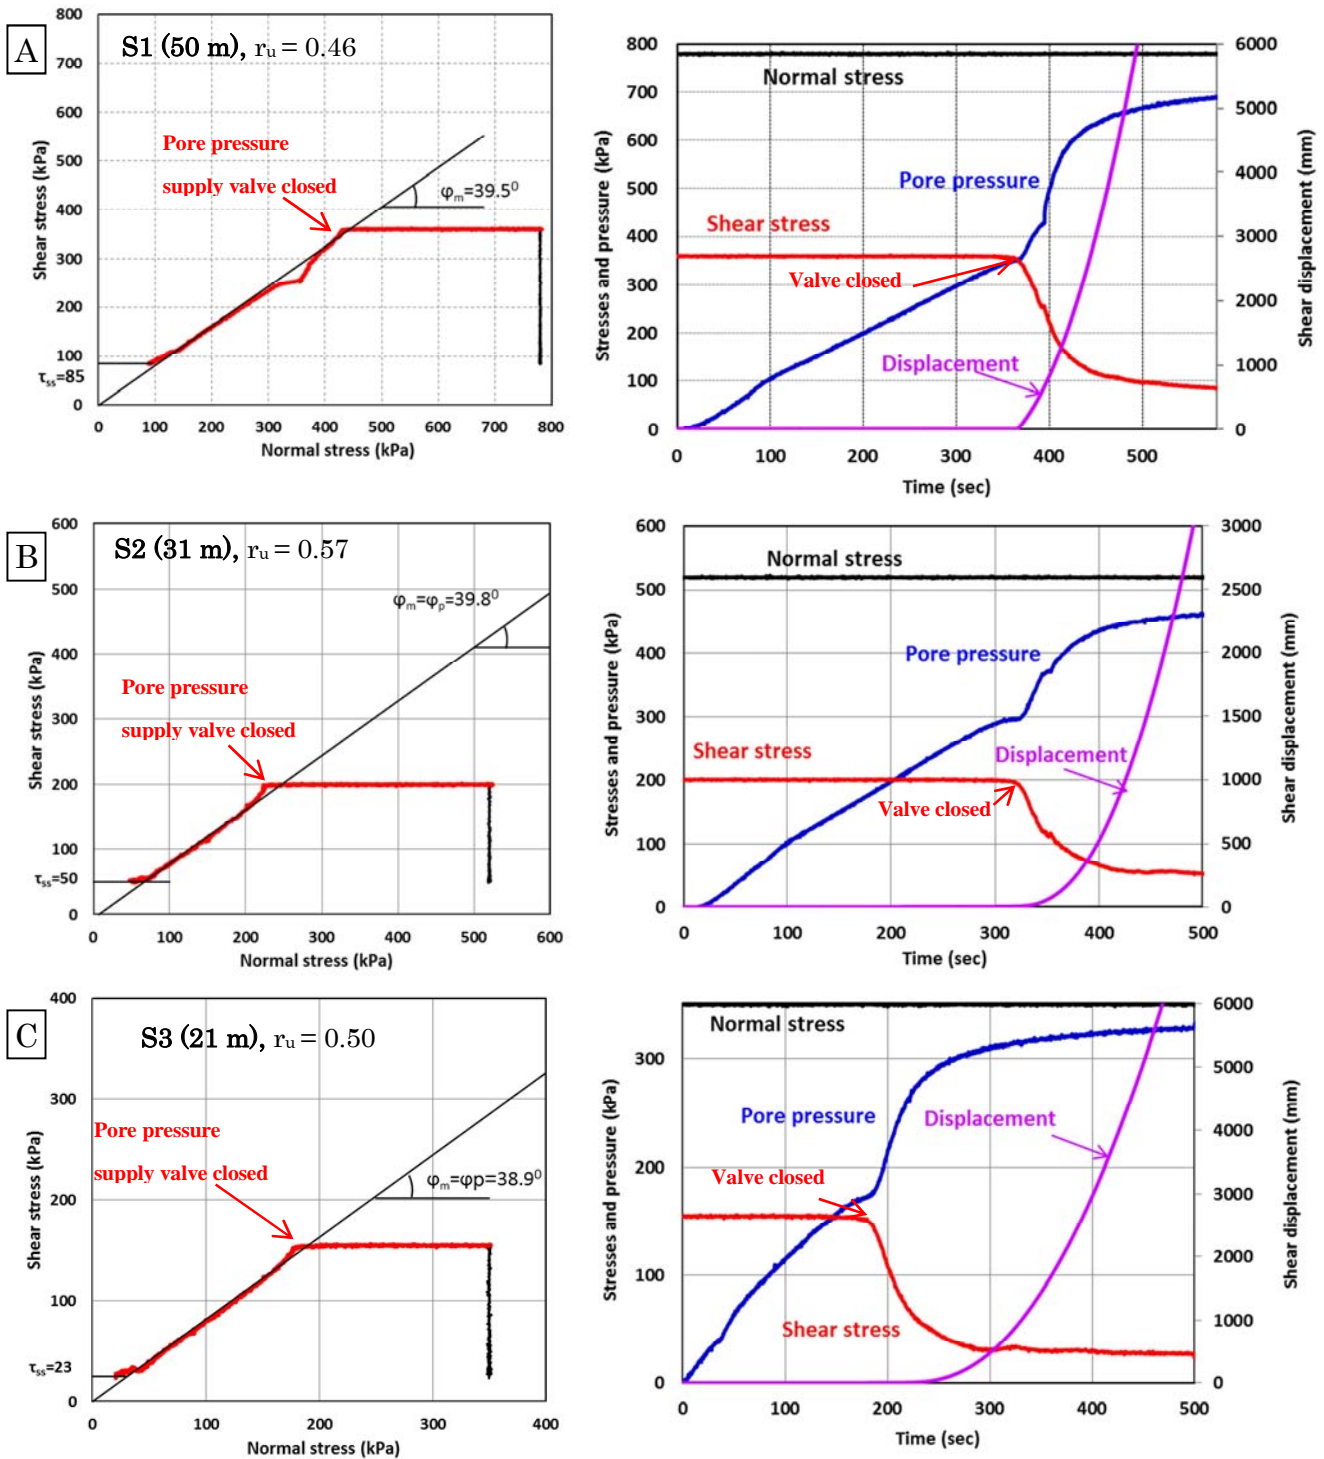 A
S1 (50 m), ru = 0.46
800
700
600
500
400
300
200
100
0
Shear stress (kPa)
Pore pressure
supply valve closed
φm=39.5⁰
τss=85
0 100 200 300 400 500 600 700 800
Normal stress (kPa)
800
700
600
500
400
300
200
100
0
Stresses and pressure (kPa)
Normal stress
Pore pressure
Shear stress
Valve closed
Displacement
6000
5000
4000
3000
2000
1000
0
Shear displacement (mm)
0 100 200 300 400 500
Time (sec)
B
S2 (31 m), ru = 0.57
600
500
400
300
200
100
0
Shear stress (kPa)
φm=φp=39.8⁰
Pore pressure
supply valve closed
τss=50
0 100 200 300 400 500 600
Normal stress (kPa)
600
500
400
300
200
100
0
Stresses and pressure (kPa)
Normal stress
Pore pressure
Shear stress
Displacement
Valve closed
3000
2500
2000
1500
1000
500
0
Shear displacement (mm)
0 100 200 300 400 500
Time (sec)
C
S3 (21 m), ru = 0.50
400
300
200
100
0
Shear stress (kPa)
Pore pressure
supply valve closed
φm=φp=38.9⁰
τss=23
0 100 200 300 400
Normal stress (kPa)
300
200
100
0
Stresses and pressure (kPa)
Normal stress
Pore pressure
Displacement
Valve closed
Shear stress
6000
5000
4000
3000
2000
1000
0
Shear displacement (mm)
0 100 200 300 400 500
Time (sec)